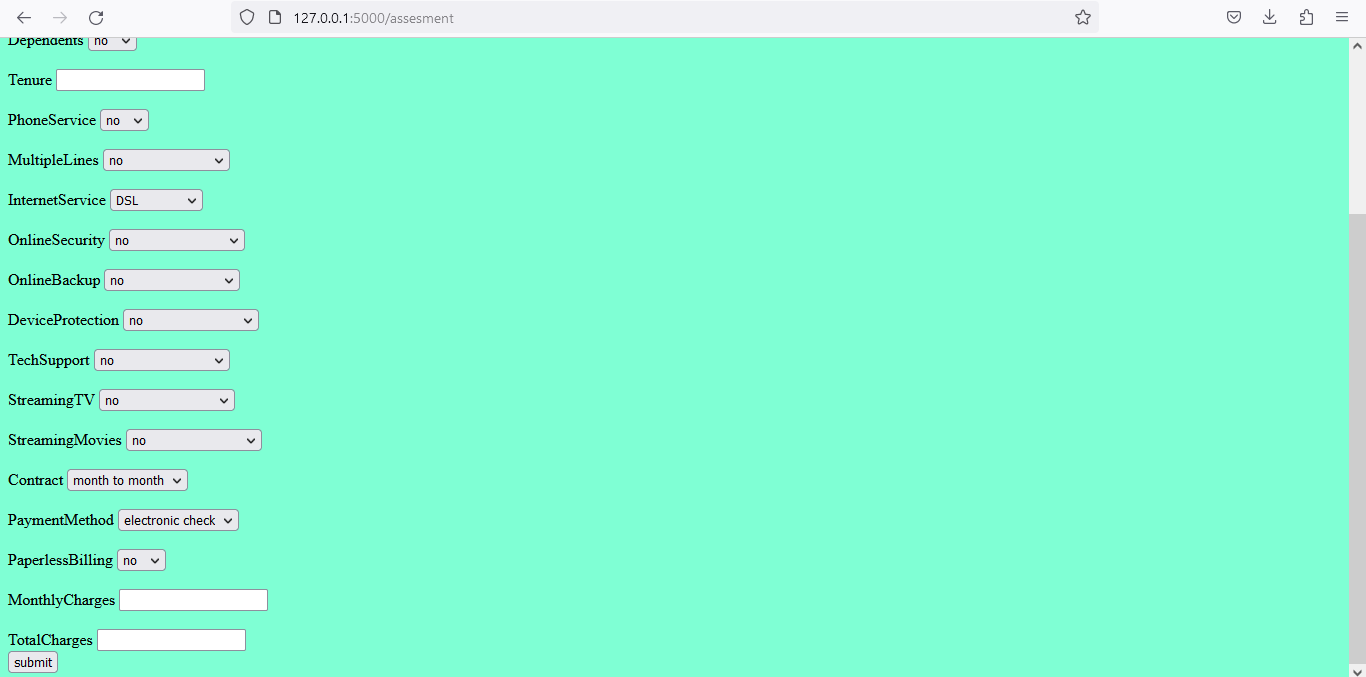 127.0.0.1:5000/assesment
Dependents no
Tenure
PhoneService no
MultipleLines no
InternetService DSL
OnlineSecurity no
OnlineBackup no
DeviceProtection no
TechSupport no
StreamingTV no
StreamingMovies no
Contract month to month
PaymentMethod electronic check
PaperlessBilling no
MonthlyCharges
TotalCharges
submit